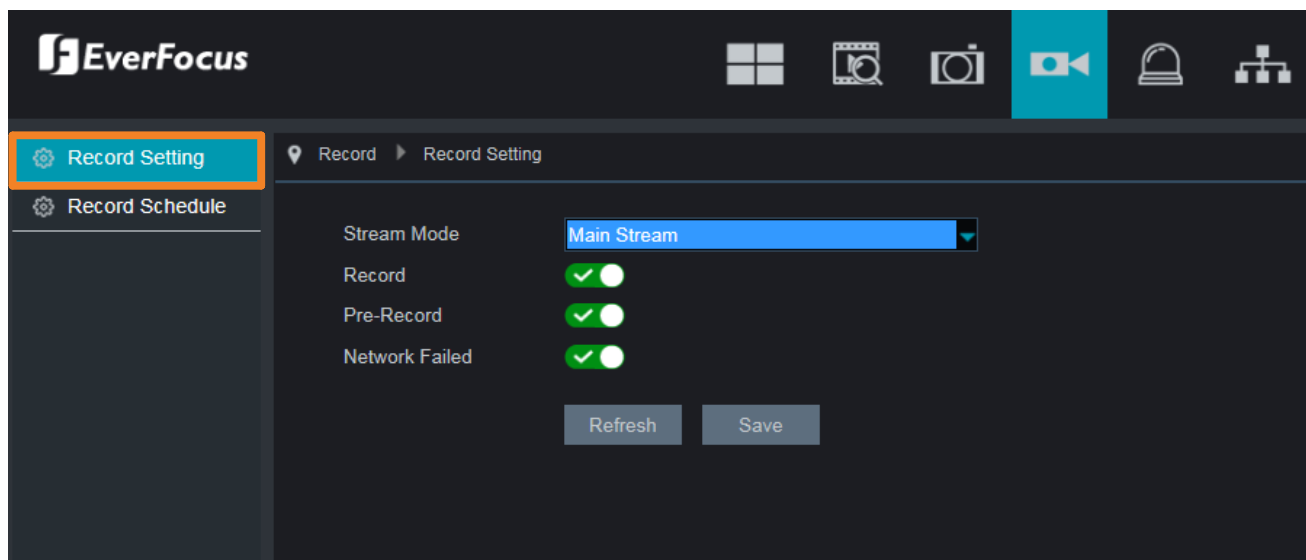 EverFocus
Record Setting
Record Schedule
Record Record Setting
Stream Mode Main Stream
Record
Pre-Record
Network Failed
Refresh Save